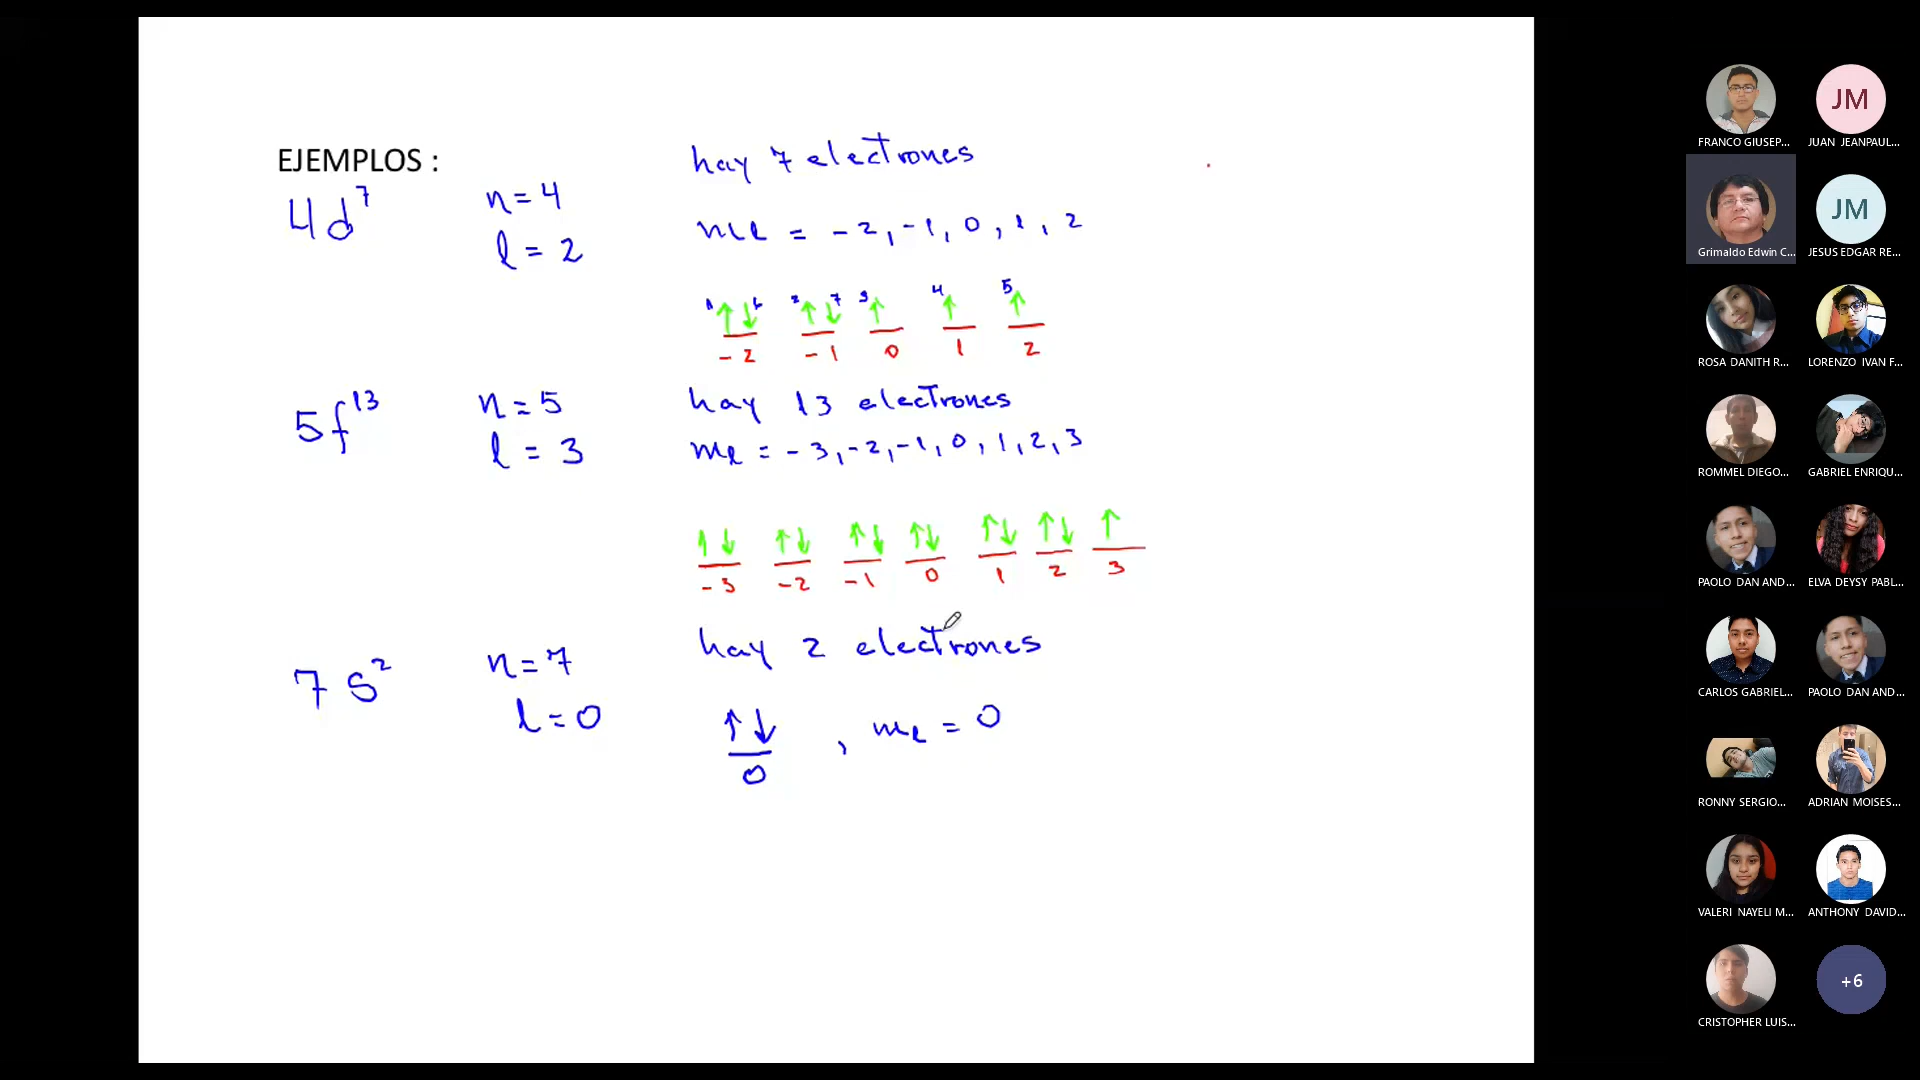 EJEMPLOS :
4d⁷
n = 4
l = 2
hay 7 electrones
ml = -2, -1, 0, 1, 2
1 ↑↓ 6 2 ↑↓ 7 3 ↑ 4 ↑ 5 ↑
-2 -1 0 1 2
5f¹³
n = 5
l = 3
hay 13 electrones
ml = -3, -2, -1, 0, 1, 2, 3
↑↓ ↑↓ ↑↓ ↑↓ ↑↓ ↑↓ ↑
-3 -2 -1 0 1 2 3
7s²
n = 7
l = 0
hay 2 electrones
↑↓ , ml = 0
0
JM
FRANCO GIUSEP...
JUAN JEANPAUL...
JM
Grimaldo Edwin C...
JESUS EDGAR RE...
ROSA DANITH R...
LORENZO IVAN F...
ROMMEL DIEGO...
GABRIEL ENRIQU...
PAOLO DAN AND...
ELVA DEYSY PABL...
CARLOS GABRIEL...
PAOLO DAN AND...
RONNY SERGIO...
ADRIAN MOISES...
VALERI NAYELI M...
ANTHONY DAVID...
+6
CRISTOPHER LUIS...